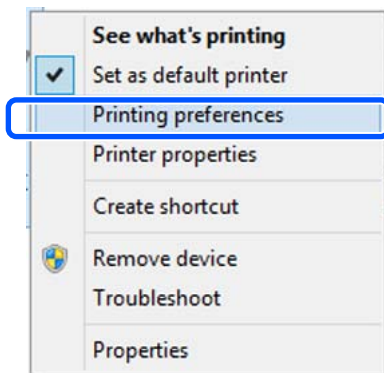 See what's printing
Set as default printer
Printing preferences
Printer properties
Create shortcut
Remove device
Troubleshoot
Properties